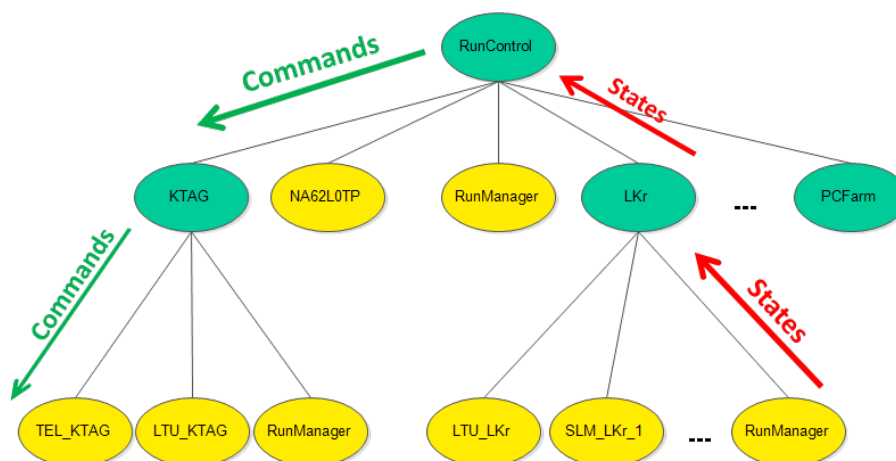 RunControl
Commands
States
KTAG
NA62L0TP
RunManager
LKr
...
PCFarm
Commands
States
TEL_KTAG
LTU_KTAG
RunManager
LTU_LKr
SLM_LKr_1
...
RunManager